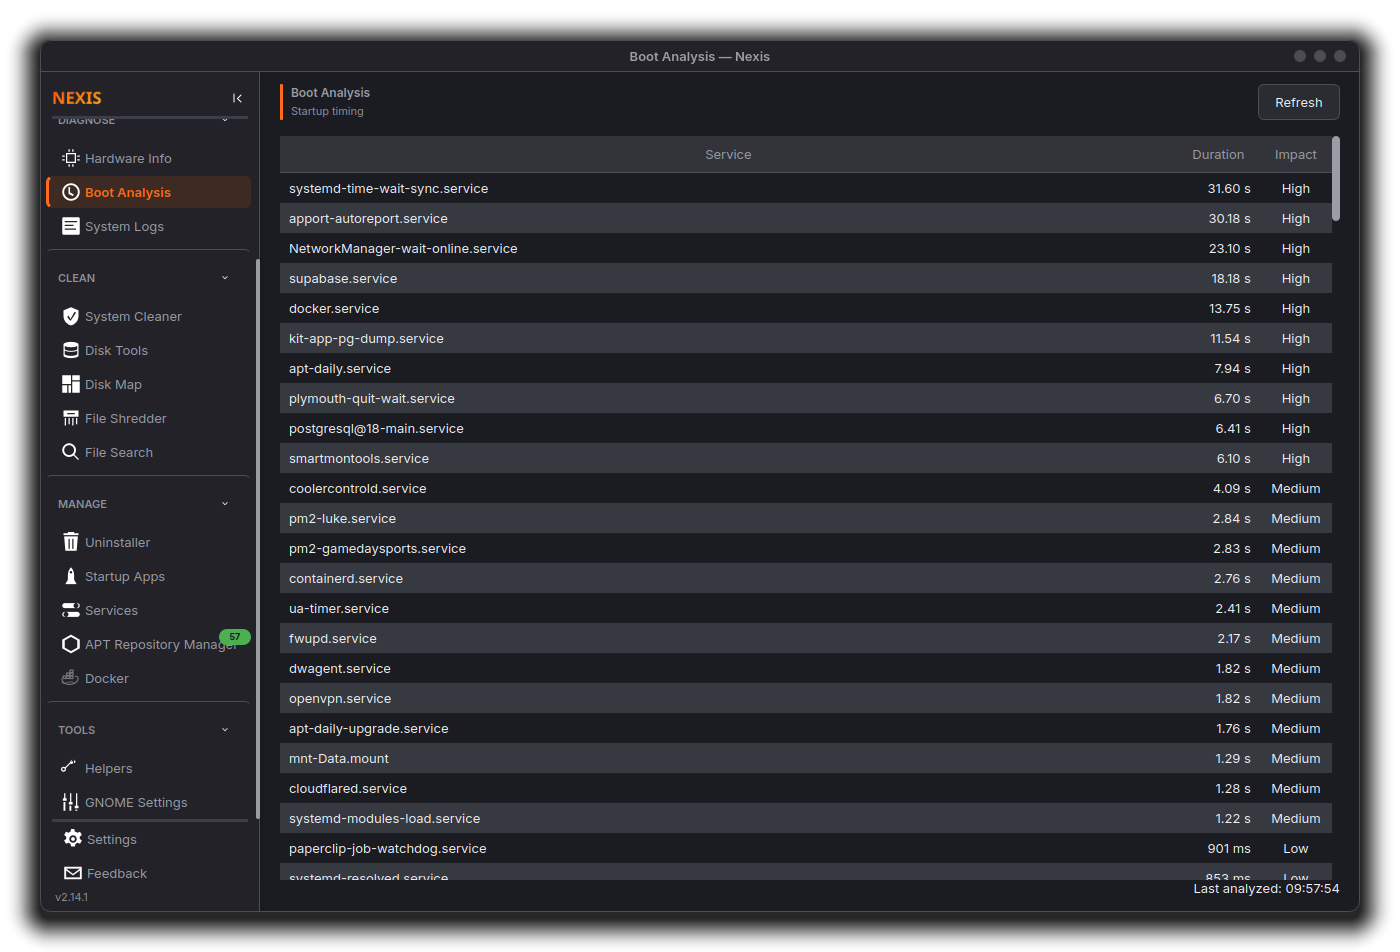 Boot Analysis — Nexis
NEXIS
DIAGNOSE
Hardware Info
Boot Analysis
System Logs
CLEAN
System Cleaner
Disk Tools
Disk Map
File Shredder
File Search
MANAGE
Uninstaller
Startup Apps
Services
APT Repository Manager 57
Docker
TOOLS
Helpers
GNOME Settings
Settings
Feedback
v2.14.1
Boot Analysis
Startup timing
Refresh
Service Duration Impact
systemd-time-wait-sync.service 31.60 s High
apport-autoreport.service 30.18 s High
NetworkManager-wait-online.service 23.10 s High
supabase.service 18.18 s High
docker.service 13.75 s High
kit-app-pg-dump.service 11.54 s High
apt-daily.service 7.94 s High
plymouth-quit-wait.service 6.70 s High
postgresql@18-main.service 6.41 s High
smartmontools.service 6.10 s High
coolercontrold.service 4.09 s Medium
pm2-luke.service 2.84 s Medium
pm2-gamedaysports.service 2.83 s Medium
containerd.service 2.76 s Medium
ua-timer.service 2.41 s Medium
fwupd.service 2.17 s Medium
dwagent.service 1.82 s Medium
openvpn.service 1.82 s Medium
apt-daily-upgrade.service 1.76 s Medium
mnt-Data.mount 1.29 s Medium
cloudflared.service 1.28 s Medium
systemd-modules-load.service 1.22 s Medium
paperclip-job-watchdog.service 901 ms Low
systemd-resolved.service 853 ms Low
Last analyzed: 09:57:54